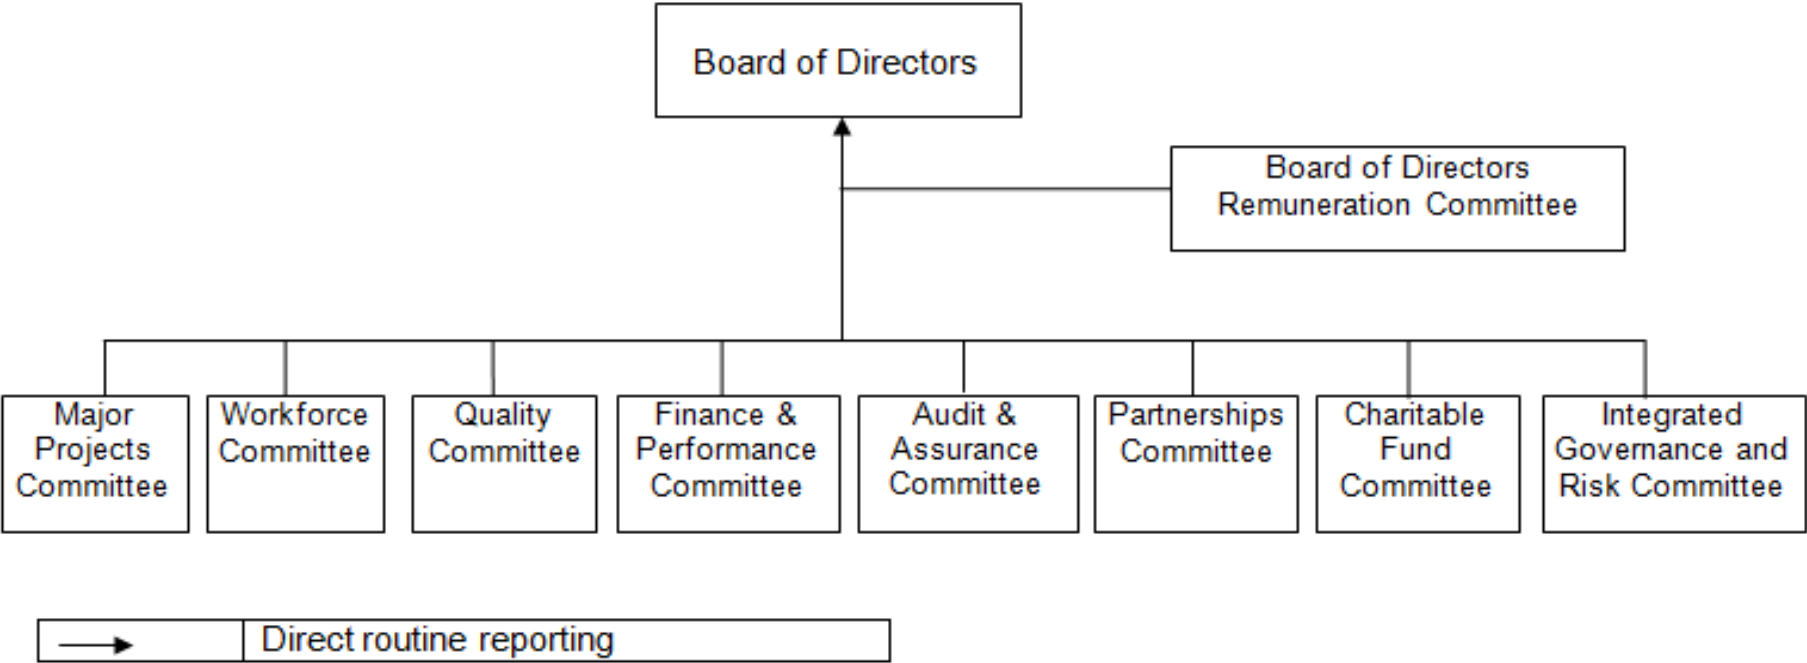 Board of Directors
Board of Directors
Remuneration Committee
Major
Projects
Committee
Workforce
Committee
Quality
Committee
Finance &
Performance
Committee
Audit &
Assurance
Committee
Partnerships
Committee
Charitable
Fund
Committee
Integrated
Governance and
Risk Committee
Direct routine reporting